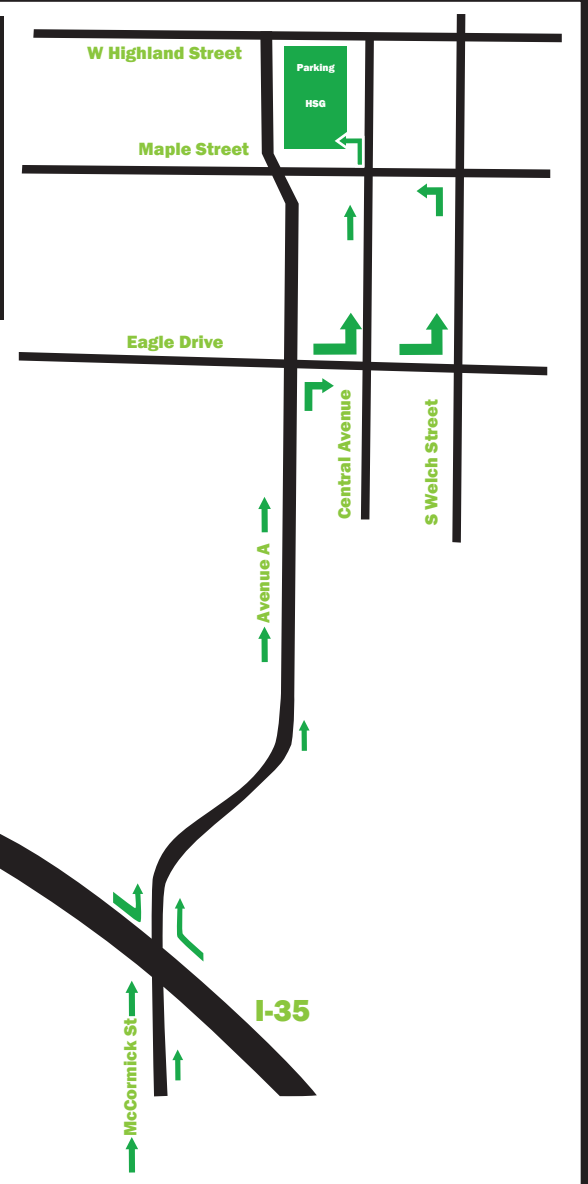 W Highland Street
Parking
HSG
Maple Street
Eagle Drive
Central Avenue
S Welch Street
Avenue A
I-35
McCormick St